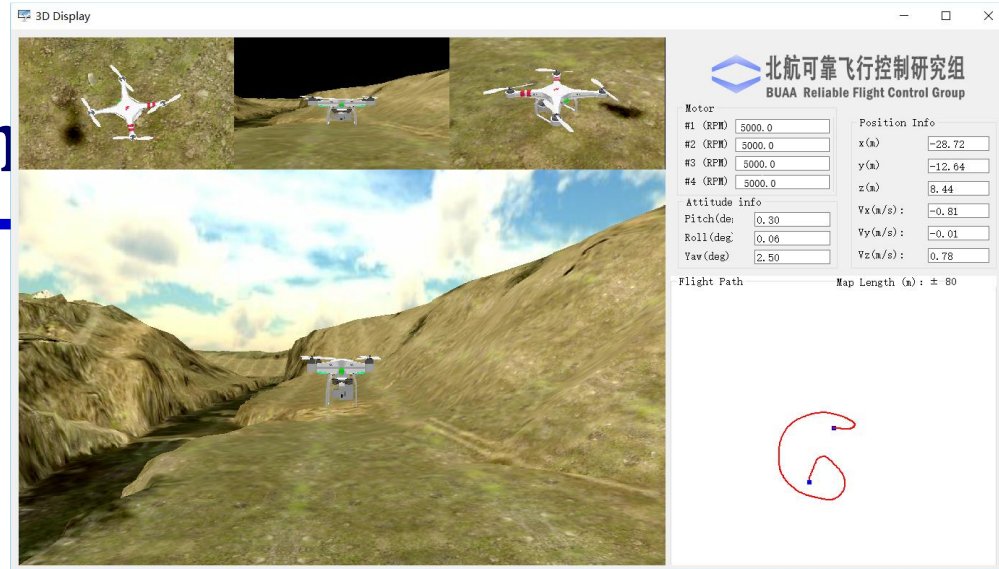 3D Display
北航可靠飞行控制研究组
BUAA Reliable Flight Control Group
Motor
#1 (RPM) 5000.0
#2 (RPM) 5000.0
#3 (RPM) 5000.0
#4 (RPM) 5000.0
Attitude info
Pitch(de:
0.30
Roll(deg
0.06
Yaw(deg) 2.50
Position Info
x(m) -28.72
y(m) -12.64
z(m) 8.44
Vx(m/s): -0.81
Vy(m/s): -0.01
Vz(m/s): 0.78
Flight Path
Map Length (m): ± 80